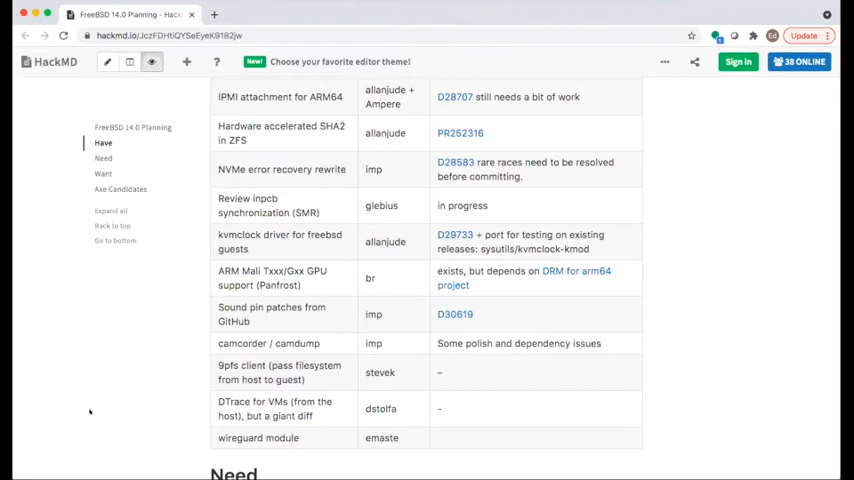 FreeBSD 14.0 Planning - HackM
hackmd.io/JczFDHtiQYSeEyeK9182jw
Ed
Update
HackMD
New! Choose your favorite editor theme!
Sign in
38 ONLINE
FreeBSD 14.0 Planning
Have
Need
Want
Axe Candidates
Expand all
Back to top
Go to bottom
IPMI attachment for ARM64
allanjude +
Ampere
D28707 still needs a bit of work
Hardware accelerated SHA2
in ZFS
allanjude
PR252316
NVMe error recovery rewrite
imp
D28583 rare races need to be resolved
before committing.
Review inpcb
synchronization (SMR)
glebius
in progress
kvmclock driver for freebsd
guests
allanjude
D29733 + port for testing on existing
releases: sysutils/kvmclock-kmod
ARM Mali Txxx/Gxx GPU
support (Panfrost)
br
exists, but depends on DRM for arm64
project
Sound pin patches from
GitHub
imp
D30619
camcorder / camdump
imp
Some polish and dependency issues
9pfs client (pass filesystem
from host to guest)
stevek
–
DTrace for VMs (from the
host), but a giant diff
dstolfa
-
wireguard module
emaste
Need